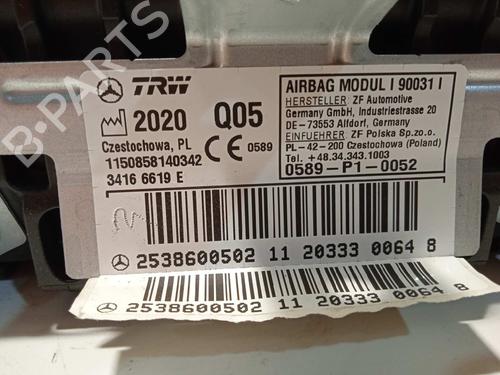 B-PARTS
TRW
2020 Q05
Czestochowa, PL
1150858140342
3416 6619 E
CE 0589
AIRBAG MODUL I 90031 I
HERSTELLER: ZF Automotive
Germany GmbH, Industriestrasse 20
DE-73553 Alfdorf, Germany
EINFUEHRER: ZF Polska Sp.zo.o.
PL-42-200 Czestochowa (Poland)
Tel.+48.34.343.1003
0589-P1-0052
2538600502 11 20333 0064 8
2538600502 11 20333 0064 8